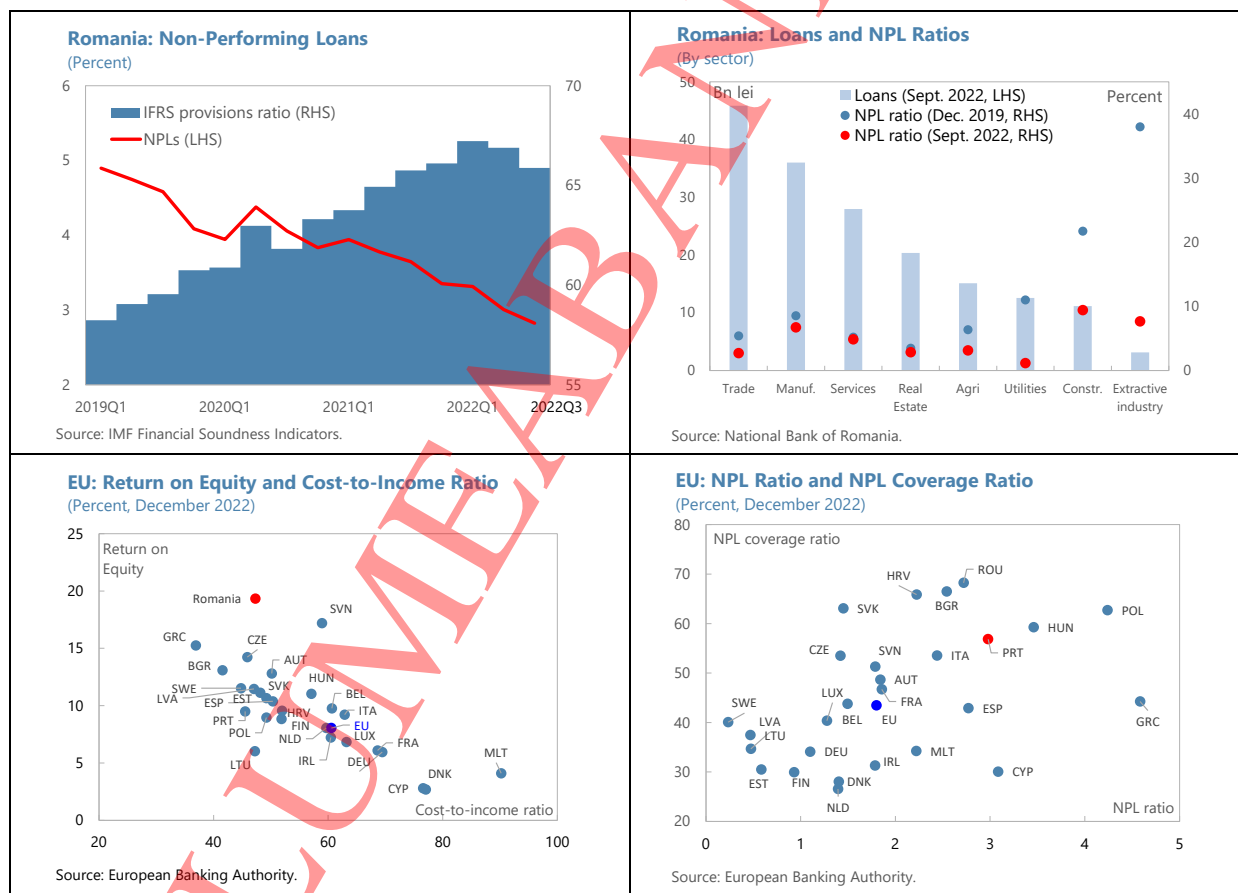 Romania: Non-Performing Loans
(Percent)
6
70
IFRS provisions ratio (RHS)
NPLs (LHS)
5
65
4
60
3
2
55
2019Q1
2020Q1
2021Q1
2022Q1
2022Q3
Source: IMF Financial Soundness Indicators.
Romania: Loans and NPL Ratios
(By sector)
50
Bn lei
Loans (Sept. 2022, LHS)
Percent
NPL ratio (Dec. 2019, RHS)
NPL ratio (Sept. 2022, RHS)
40
40
30
30
20
20
10
10
0
0
Trade
Manuf.
Services
Real
Estate
Agri
Utilities
Constr.
Extractive
industry
Source: National Bank of Romania.
EU: Return on Equity and Cost-to-Income Ratio
(Percent, December 2022)
25
Return on
Equity
20
Romania
SVN
15
GRC
CZE
BGR
AUT
HUN
SWE
SVK
LVA
EST
ESP
BEL
10
HRV
ITA
PRT
FIN
EU
POL
NLD
LUX
FRA
IRL
DEU
LTU
MLT
5
DNK
CYP
Cost-to-income ratio
0
20
40
60
80
100
Source: European Banking Authority.
EU: NPL Ratio and NPL Coverage Ratio
(Percent, December 2022)
80
NPL coverage ratio
70
ROU
HRV
BGR
SVK
POL
60
HUN
PRT
CZE
SVN
ITA
50
AUT
LUX
FRA
SWE
BEL
EU
ESP
GRC
40
LVA
LTU
DEU
MLT
IRL
30
EST
FIN
DNK
CYP
NLD
NPL ratio
20
0
1
2
3
4
5
Source: European Banking Authority.
LUMEABAN